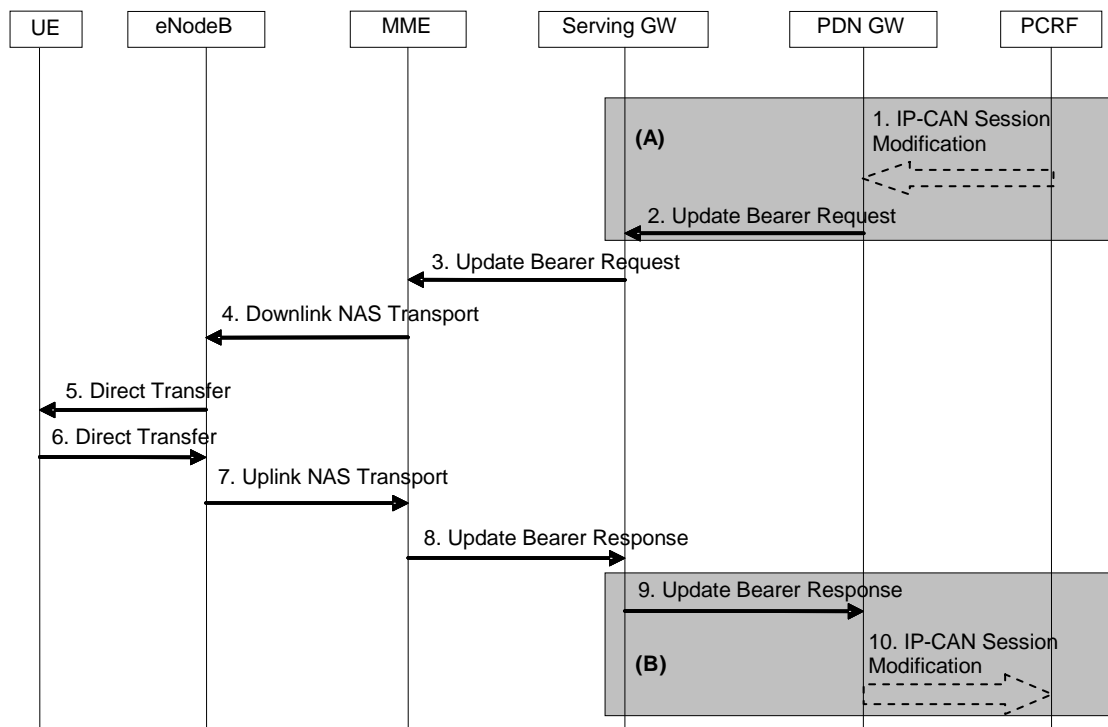 UE
eNodeB
MME
Serving GW
PDN GW
PCRF
(A)
1. IP-CAN Session
Modification
2. Update Bearer Request
3. Update Bearer Request
4. Downlink NAS Transport
5. Direct Transfer
6. Direct Transfer
7. Uplink NAS Transport
8. Update Bearer Response
9. Update Bearer Response
(B)
10. IP-CAN Session
Modification